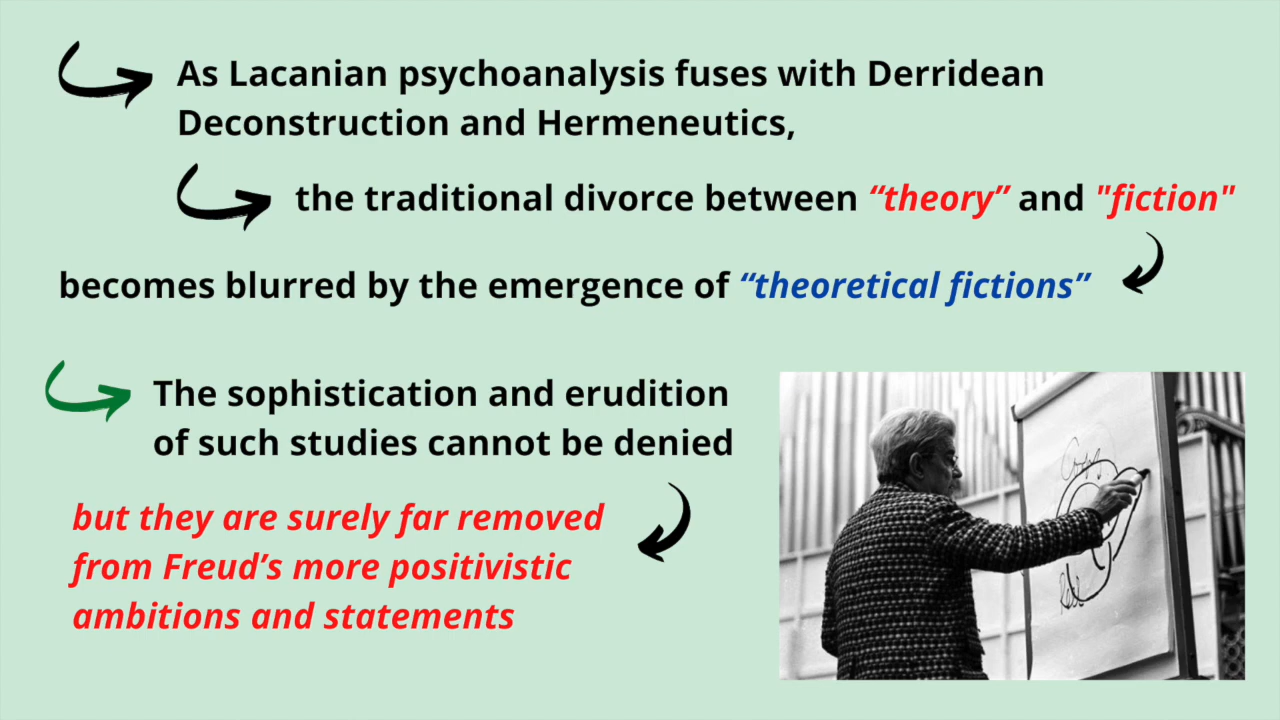 As Lacanian psychoanalysis fuses with Derridean
Deconstruction and Hermeneutics,
the traditional divorce between “theory” and "fiction"
becomes blurred by the emergence of “theoretical fictions”
The sophistication and erudition
of such studies cannot be denied
but they are surely far removed
from Freud’s more positivistic
ambitions and statements